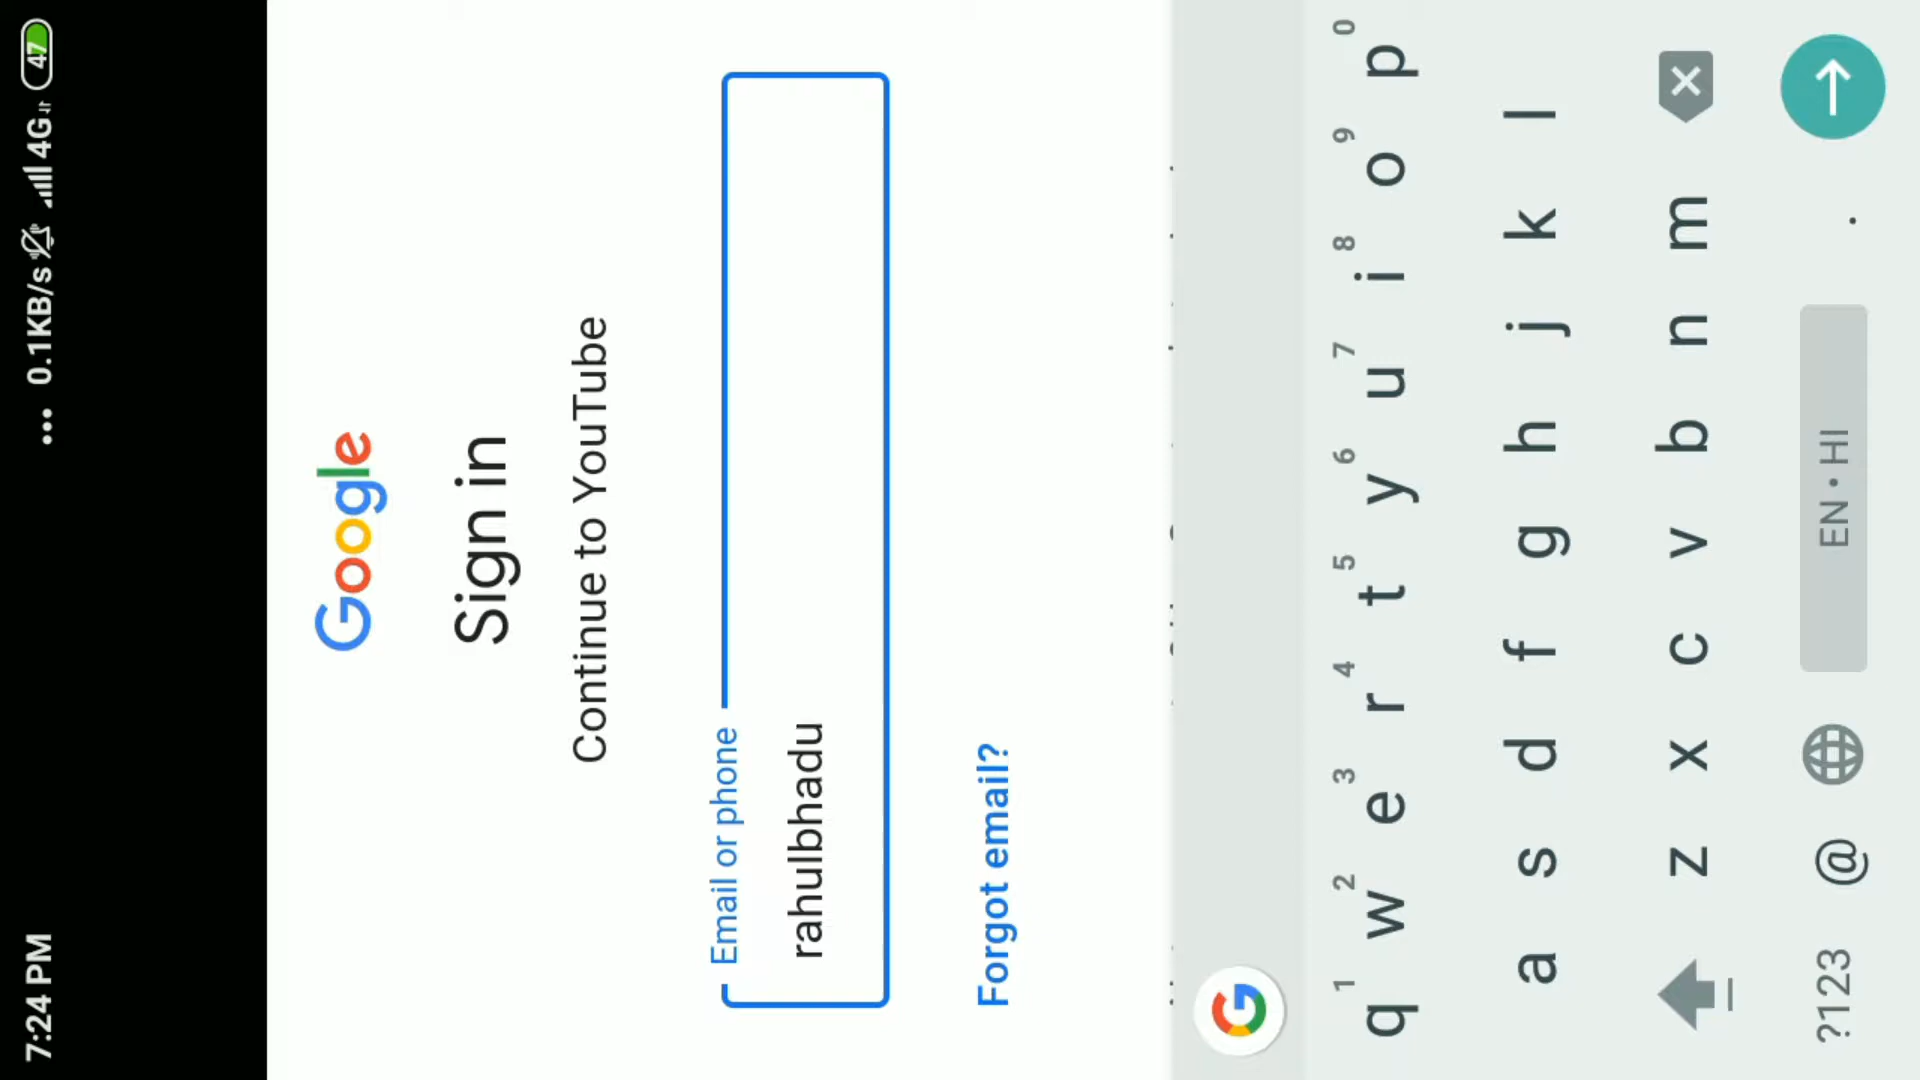 7:24 PM ... 0.1KB/s 4G 47
Google
Sign in
Continue to YouTube
Email or phone
rahulbhadu
Forgot email?
G
1 2 3 4 5 6 7 8 9 0
q w e r t y u i o p
a s d f g h j k l
z x c v b n m
?123 @ EN • HI .